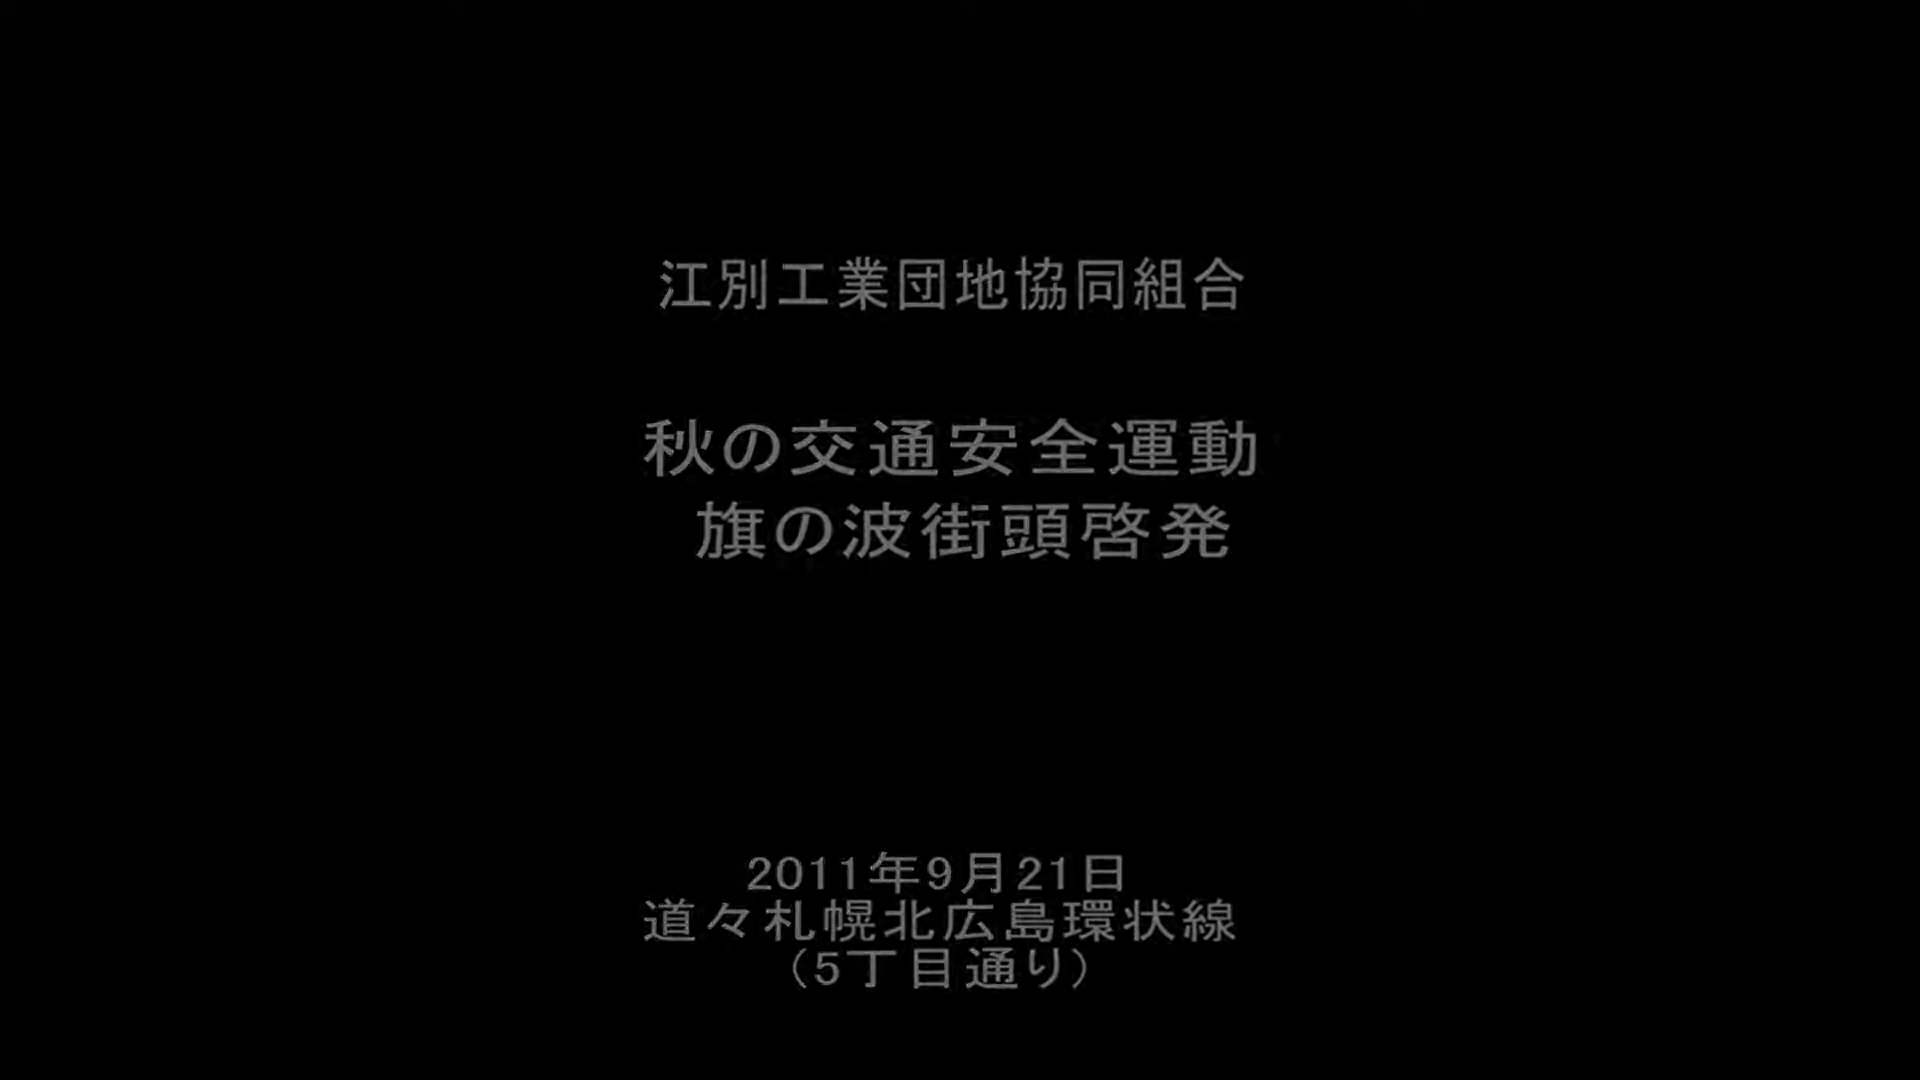 江別工業団地協同組合
秋の交通安全運動
旗の波街頭啓発
2011年9月21日
道々札幌北広島環状線
（5丁目通り）